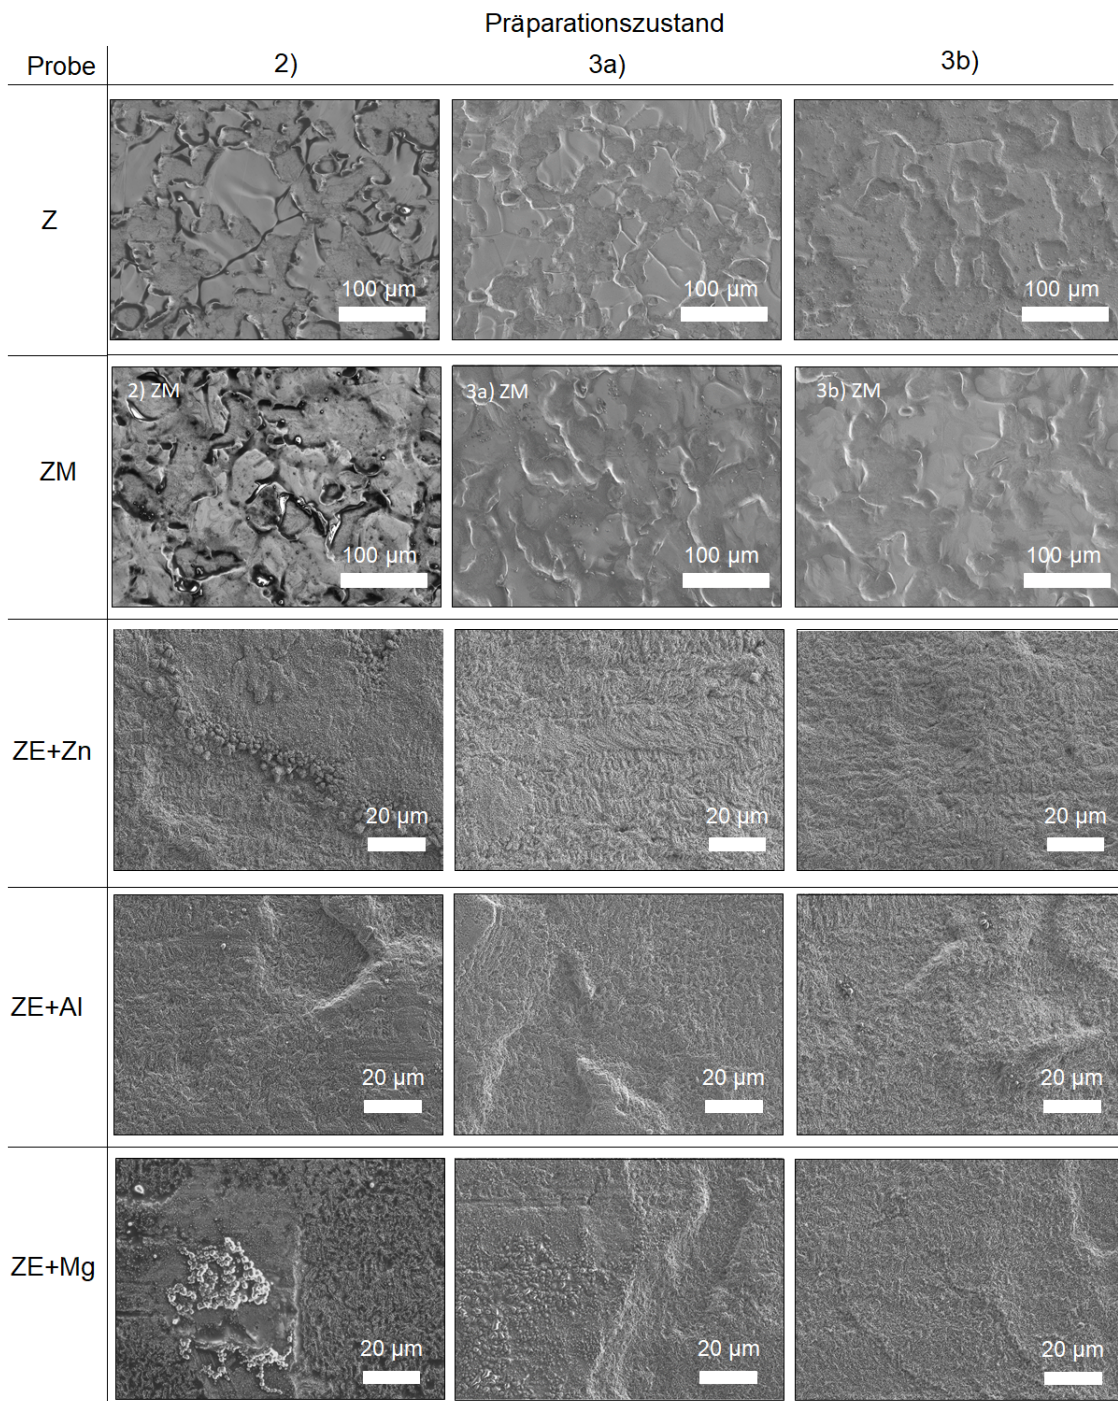 Präparationszustand
Probe 2) 3a) 3b)
Z 100 µm 100 µm 100 µm
2) ZM 3a) ZM 3b) ZM
ZM 100 µm 100 µm 100 µm
ZE+Zn 20 µm 20 µm 20 µm
ZE+Al 20 µm 20 µm 20 µm
ZE+Mg 20 µm 20 µm 20 µm